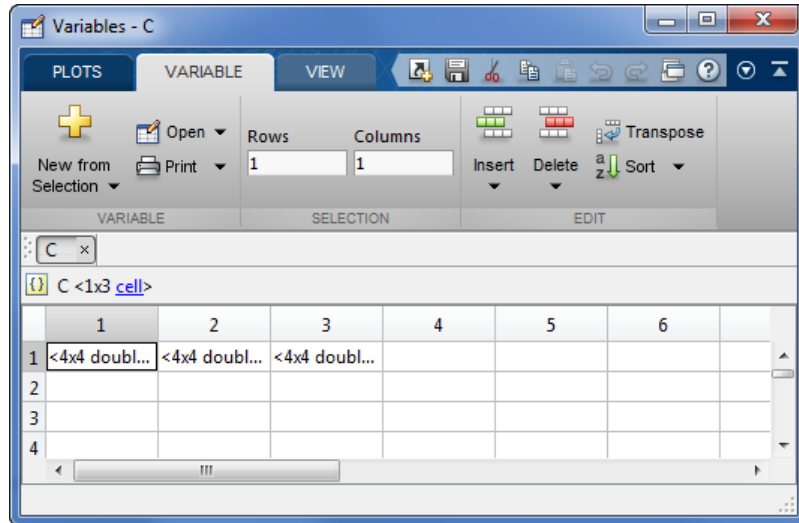 Variables - C
PLOTS VARIABLE VIEW
New from Selection
Open
Print
VARIABLE
Rows Columns
1 1
SELECTION
Insert Delete
Transpose
a z Sort
EDIT
C ×
{} C <1x3 cell>
1 2 3 4 5 6
1 <4x4 doubl... <4x4 doubl... <4x4 doubl...
2
3
4